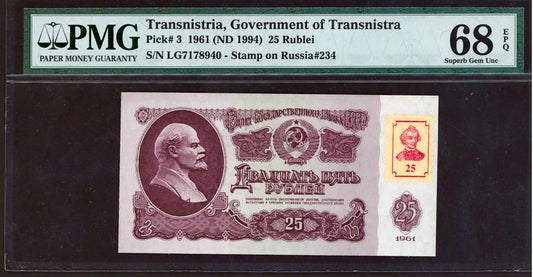 PMG
PAPER MONEY GUARANTY
Transnistria, Government of Transnistra
Pick# 3 1961 (ND 1994) 25 Rublei
S/N LG7178940 - Stamp on Russia#234
68 EPQ
Superb Gem Unc
Билет Государственного Банка СССР
Двадцать пять
рублей
25
25
25
1961